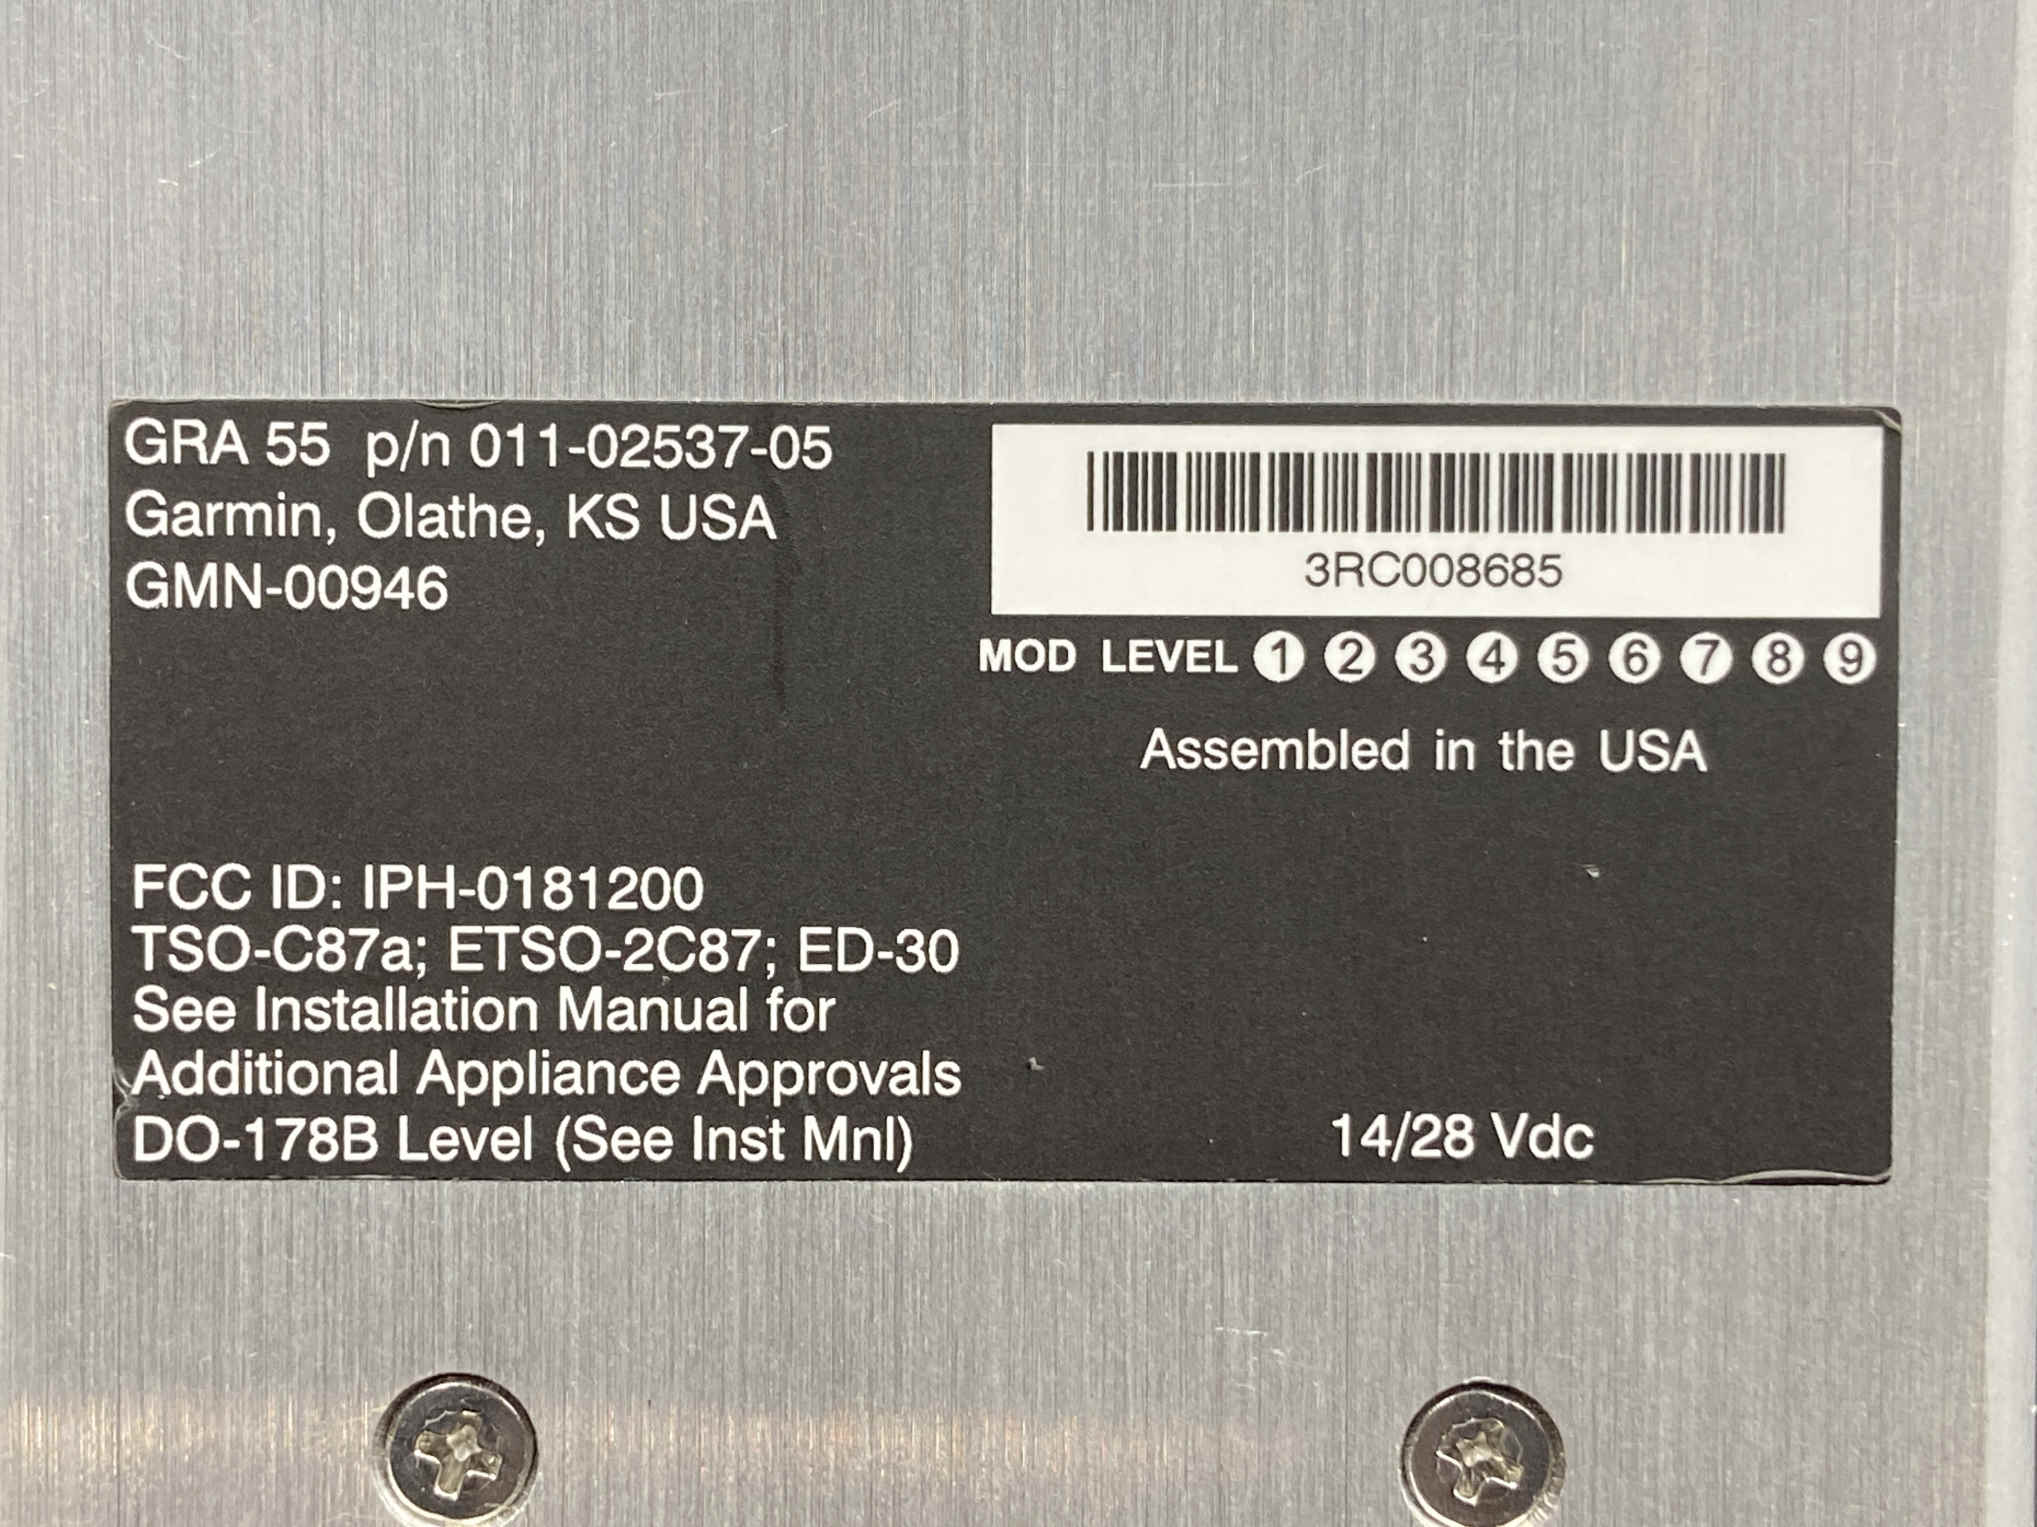 GRA 55 p/n 011-02537-05
Garmin, Olathe, KS USA
GMN-00946
3RC008685
MOD LEVEL 1 2 3 4 5 6 7 8 9
Assembled in the USA
FCC ID: IPH-0181200
TSO-C87a; ETSO-2C87; ED-30
See Installation Manual for
Additional Appliance Approvals
DO-178B Level (See Inst Mnl)
14/28 Vdc